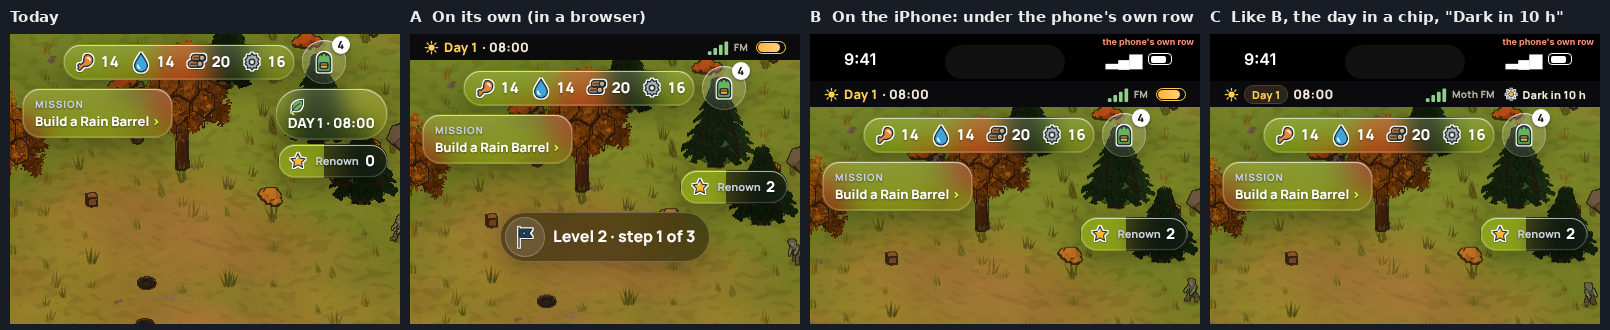 Today
14 14 20 16 4
MISSION
Build a Rain Barrel ›
DAY 1 · 08:00
Renown 0
A On its own (in a browser)
Day 1 · 08:00 FM
14 14 20 16 4
MISSION
Build a Rain Barrel ›
Renown 2
Level 2 · step 1 of 3
B On the iPhone: under the phone's own row
the phone's own row
9:41
Day 1 · 08:00 FM
14 14 20 16 4
MISSION
Build a Rain Barrel ›
Renown 2
C Like B, the day in a chip, "Dark in 10 h"
the phone's own row
9:41
Day 1 08:00 Moth FM Dark in 10 h
14 14 20 16 4
MISSION
Build a Rain Barrel ›
Renown 2